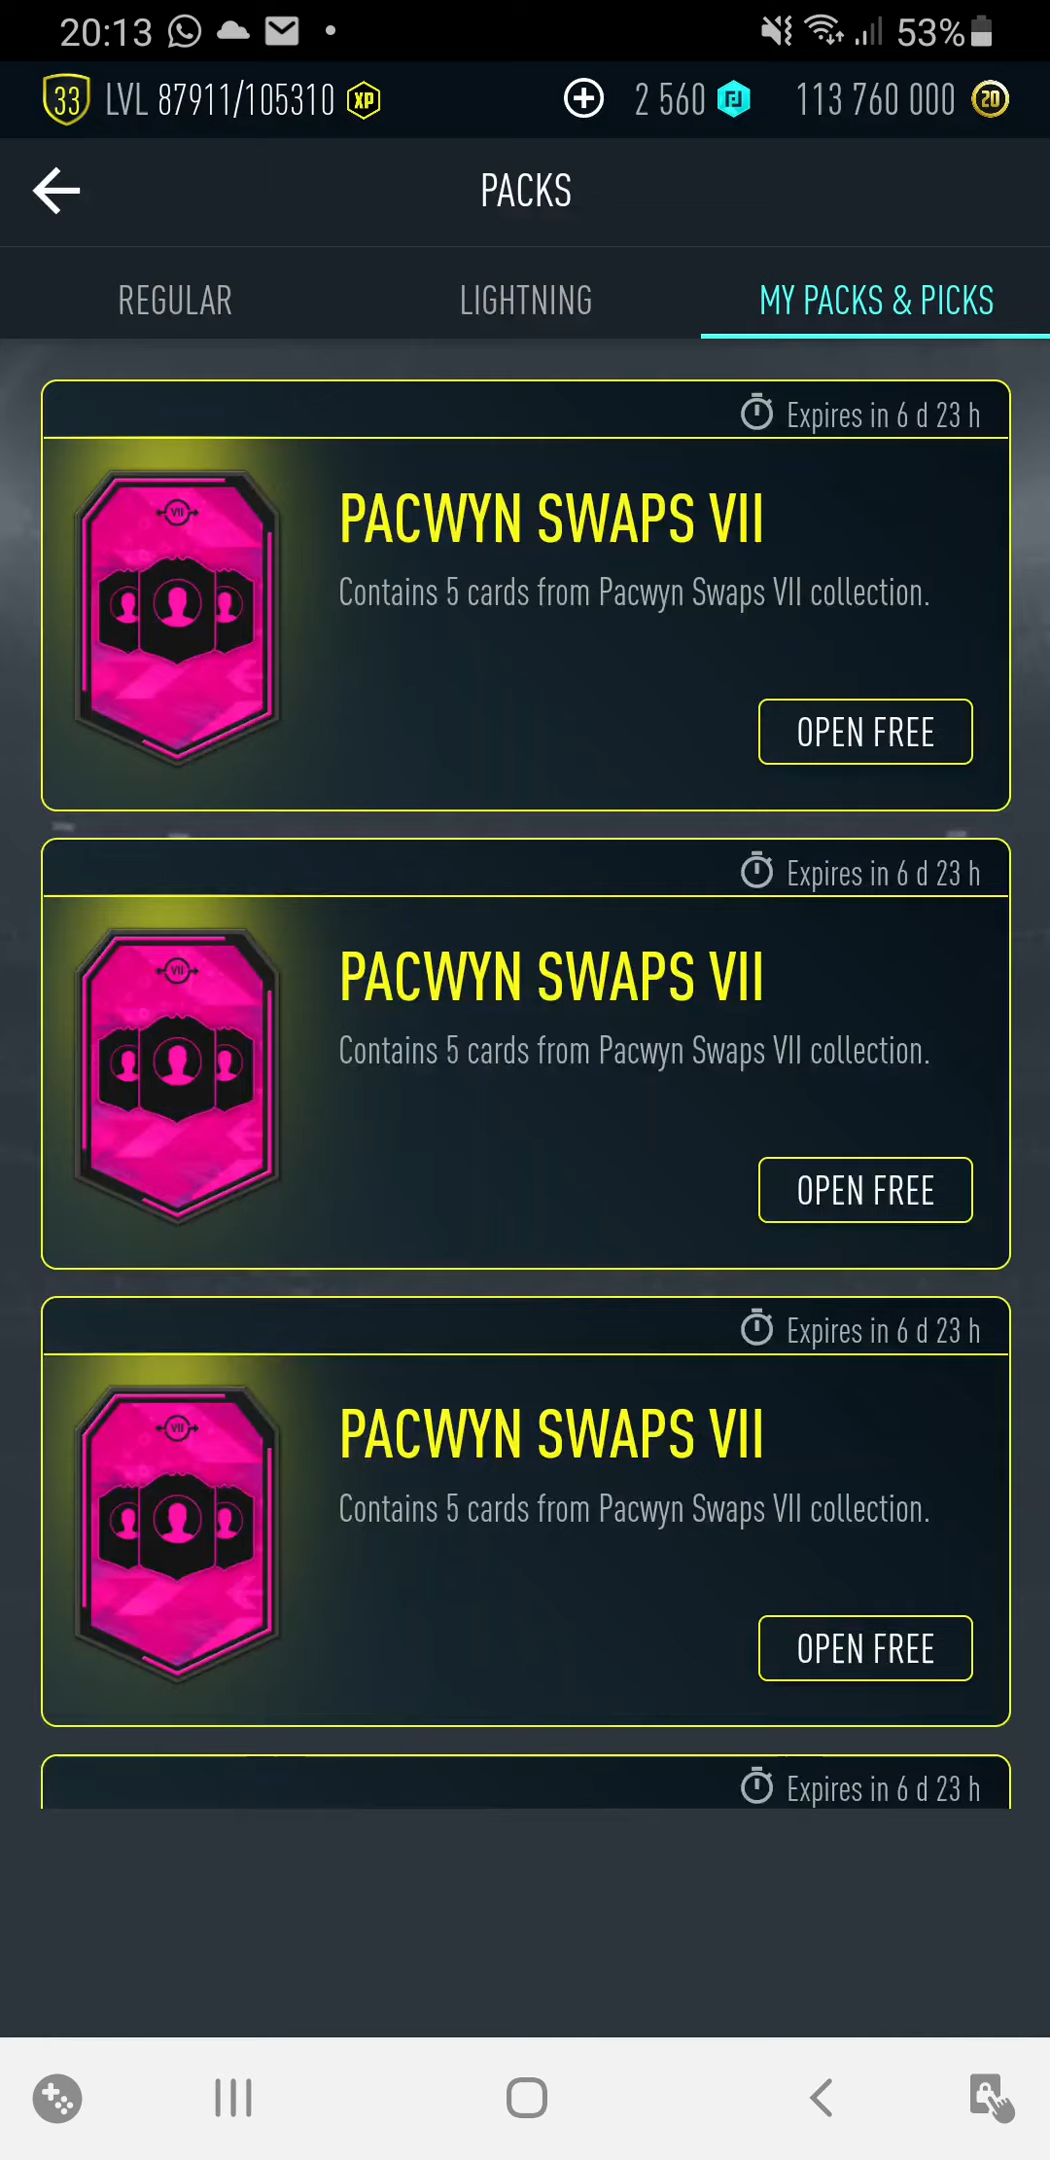 20:13 53%
33 LVL 87911/105310 XP 2 560 113 760 000 20
PACKS
REGULAR LIGHTNING MY PACKS & PICKS
Expires in 6 d 23 h
VII
PACWYN SWAPS VII
Contains 5 cards from Pacwyn Swaps VII collection.
OPEN FREE
Expires in 6 d 23 h
VII
PACWYN SWAPS VII
Contains 5 cards from Pacwyn Swaps VII collection.
OPEN FREE
Expires in 6 d 23 h
VII
PACWYN SWAPS VII
Contains 5 cards from Pacwyn Swaps VII collection.
OPEN FREE
Expires in 6 d 23 h